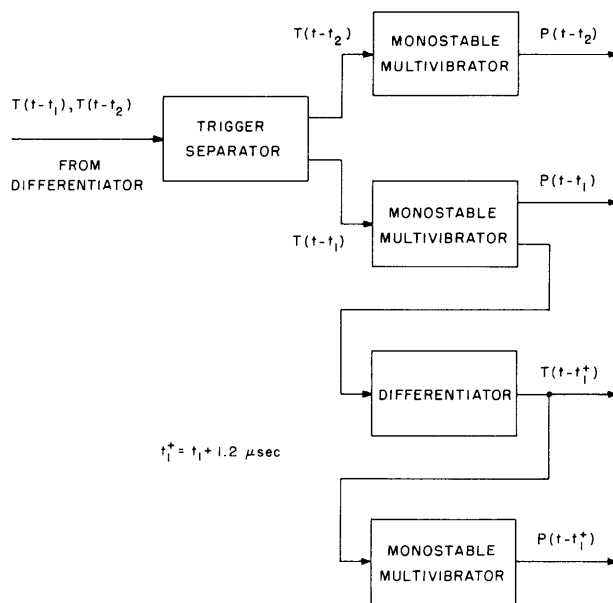 T(t-t₂)
MONOSTABLE
MULTIVIBRATOR
P(t-t₂)
T(t-t₁), T(t-t₂)
FROM
DIFFERENTIATOR
TRIGGER
SEPARATOR
T(t-t₁)
MONOSTABLE
MULTIVIBRATOR
P(t-t₁)
DIFFERENTIATOR
T(t-t₁⁺)
t₁⁺ = t₁ + 1.2 μsec
MONOSTABLE
MULTIVIBRATOR
P(t-t₁⁺)